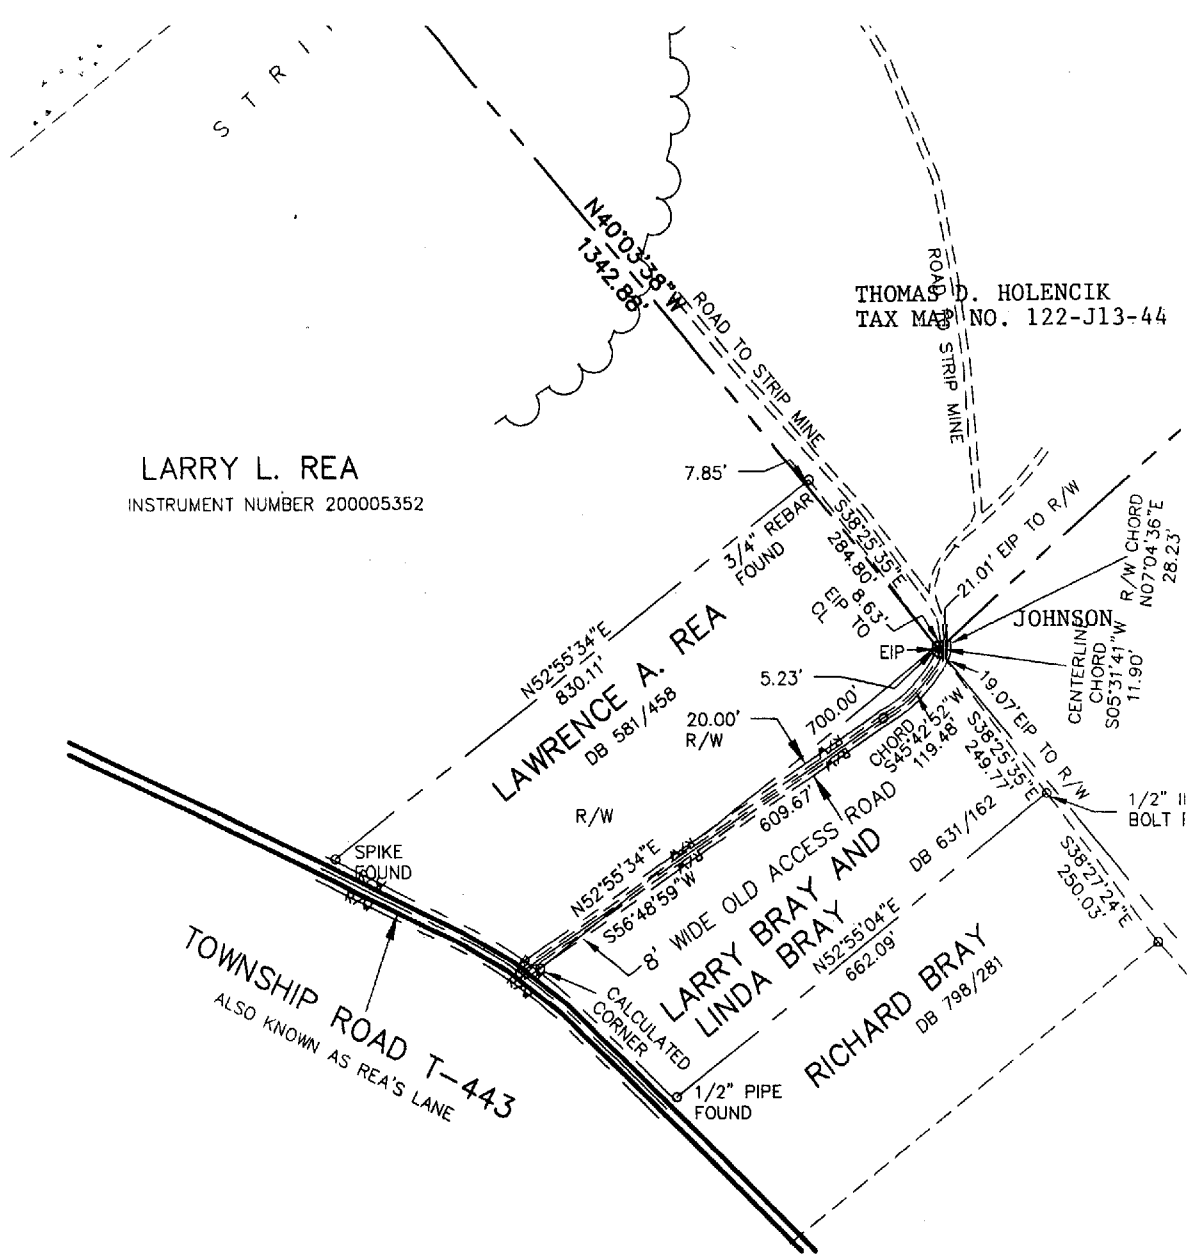 S T R I
N40°03'38"W
1342.88'
ROAD TO STRIP MINE
ROAD TO STRIP MINE
THOMAS D. HOLENCIK
TAX MAP NO. 122-J13-44
LARRY L. REA
INSTRUMENT NUMBER 200005352
7.85'
3/4" REBAR
FOUND
S38°25'35"E
284.80'
8.63'
EIP TO
CL
EIP
21.01' EIP TO R/W
R/W CHORD
N07°04'36"E
28.23'
JOHNSON
CENTERLINE
CHORD
S05°31'41"W
11.90'
N52°55'34"E
830.11'
LAWRENCE A. REA
DB 581/458
5.23'
700.00'
20.00'
R/W
R/W
R/W
R/W
CHORD
S45°42'52"W
119.48'
19.07' EIP TO R/W
S38°25'35"E
249.77'
1/2" I
BOLT
S38°27'24"E
250.03'
SPIKE
FOUND
R/W
R/W
N52°55'34"E
609.67'
R/W
R/W
S56°48'59"W
8' WIDE OLD ACCESS ROAD
LARRY BRAY AND
LINDA BRAY
DB 631/162
N52°55'04"E
662.09'
RICHARD BRAY
DB 798/281
CALCULATED
CORNER
1/2" PIPE
FOUND
TOWNSHIP ROAD T-443
ALSO KNOWN AS REA'S LANE